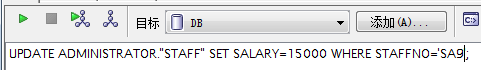 目标 DB 添加(A)...
UPDATE ADMINISTRATOR."STAFF" SET SALARY=15000 WHERE STAFFNO='SA9;